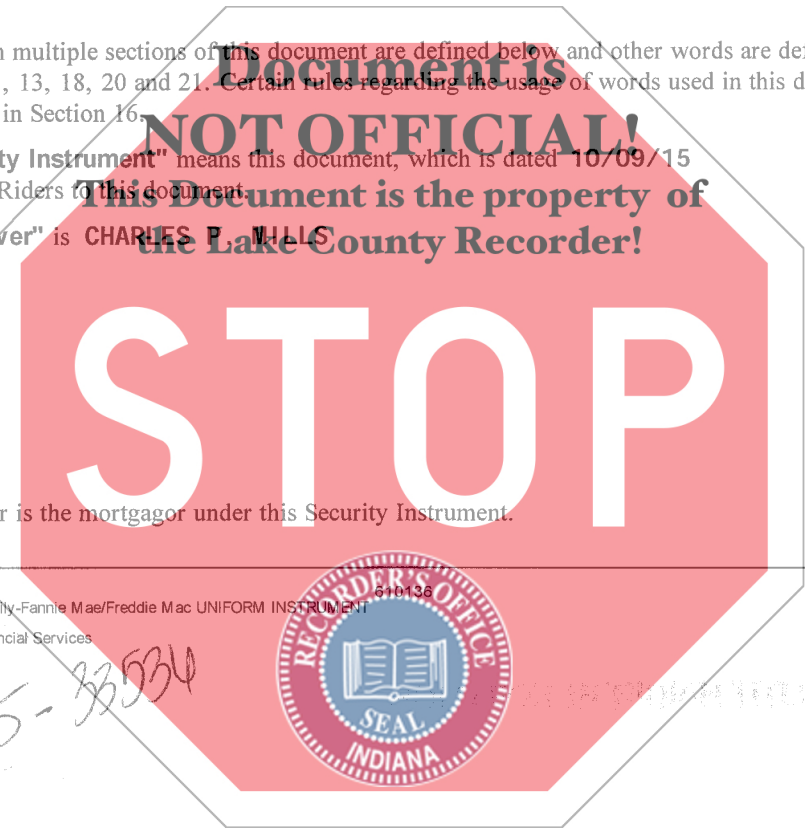 n multiple sections of this document are defined below and other words are def
, 13, 18, 20 and 21. Certain rules regarding the usage of words used in this d
in Section 16.
ty Instrument" means this document, which is dated 10/09/15
Riders to this document.
ver" is CHARLES P. MILLS
Document is
NOT OFFICIAL!
This Document is the property of
the Lake County Recorder!
STOP
r is the mortgagor under this Security Instrument.
610136
ily-Fannie Mae/Freddie Mac UNIFORM INSTRUMENT
ncial Services
5-33534
RECORDER'S OFFICE
SEAL
INDIANA